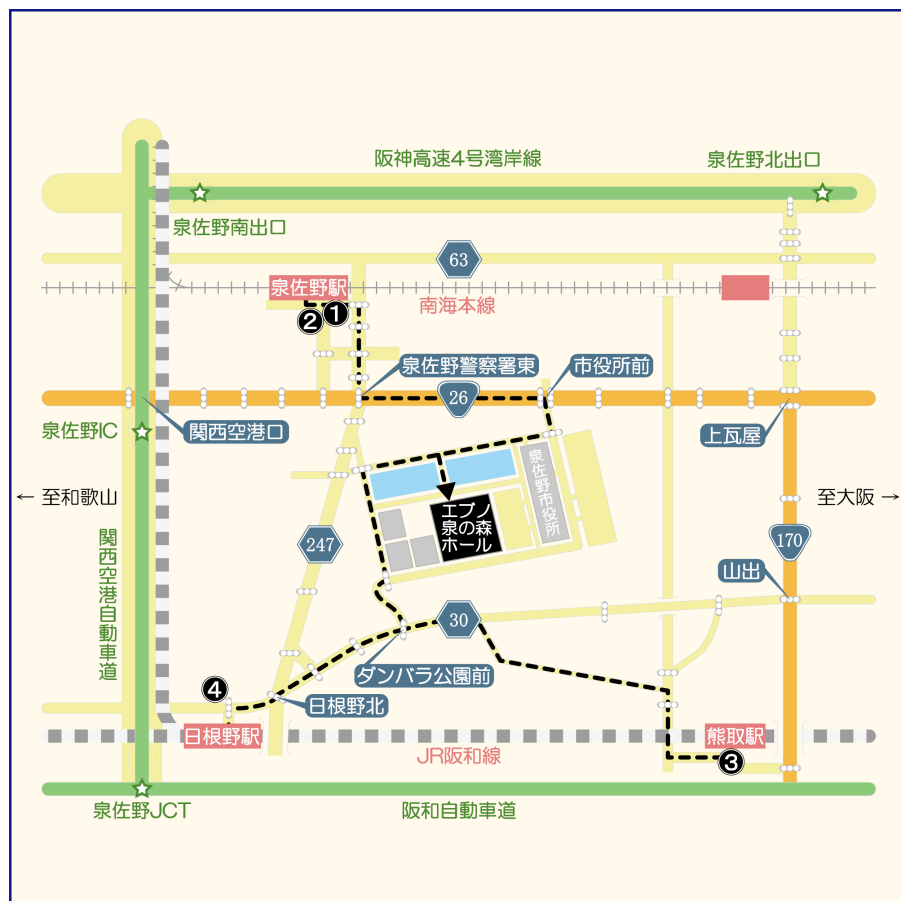 阪神高速4号湾岸線
泉佐野北出口
泉佐野南出口
63
泉佐野駅
南海本線
❶
❷
泉佐野警察署東
市役所前
26
関西空港口
上瓦屋
泉佐野IC
← 至和歌山
至大阪 →
泉佐野市役所
エブノ
泉の森
ホール
関西空港自動車道
247
170
山出
30
ダンバラ公園前
❹
日根野北
日根野駅
熊取駅
❸
JR阪和線
泉佐野JCT
阪和自動車道